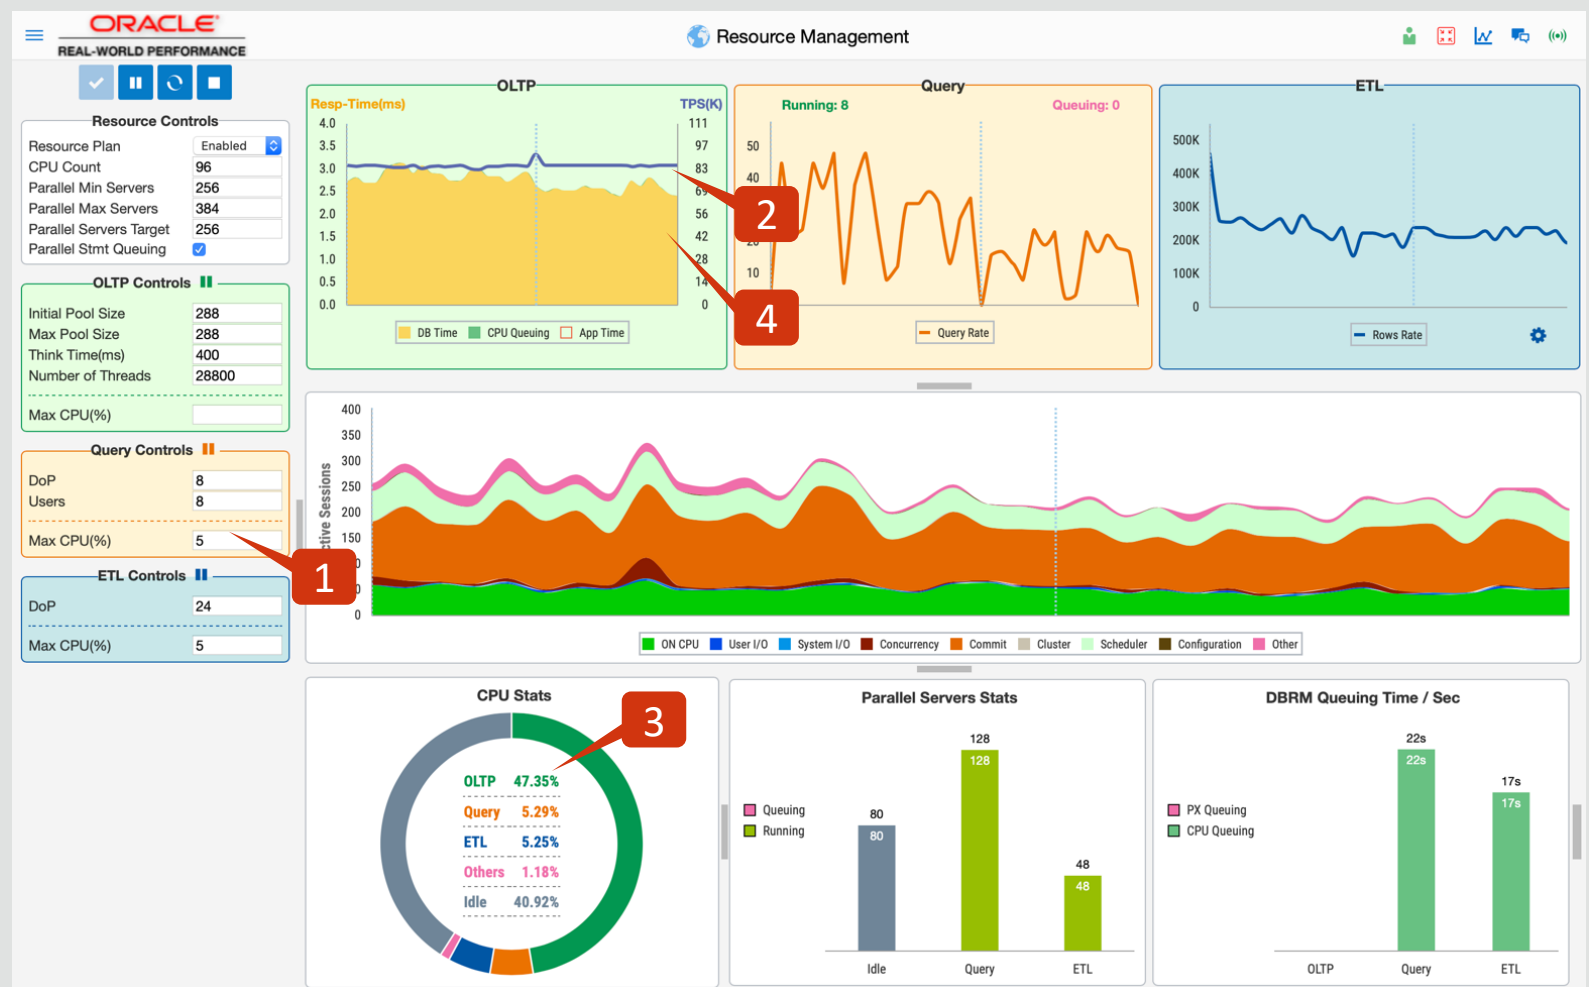 ORACLE
REAL-WORLD PERFORMANCE
Resource Management
Resource Controls
Resource Plan Enabled
CPU Count 96
Parallel Min Servers 256
Parallel Max Servers 384
Parallel Servers Target 256
Parallel Stmt Queuing
OLTP Controls
Initial Pool Size 288
Max Pool Size 288
Think Time(ms) 400
Number of Threads 28800
Max CPU(%)
Query Controls
DoP 8
Users 8
Max CPU(%) 5
1
ETL Controls
DoP 24
Max CPU(%) 5
OLTP
Resp-Time(ms) TPS(K)
4.0 111
3.5 97
3.0 83
2.5 69
2.0 56
1.5 42
1.0 28
0.5 14
0.0 0
2
4
DB Time CPU Queuing App Time
Query
Running: 8 Queuing: 0
50
40
20
10
Query Rate
ETL
500K
400K
300K
200K
100K
0
Rows Rate
400
350
300
250
200
150
0
0
0
ctive Sessions
ON CPU User I/O System I/O Concurrency Commit Cluster Scheduler Configuration Other
CPU Stats
3
OLTP 47.35%
Query 5.29%
ETL 5.25%
Others 1.18%
Idle 40.92%
Parallel Servers Stats
Queuing
Running
80
80
128
128
48
48
Idle Query ETL
DBRM Queuing Time / Sec
PX Queuing
CPU Queuing
22s
22s
17s
17s
OLTP Query ETL